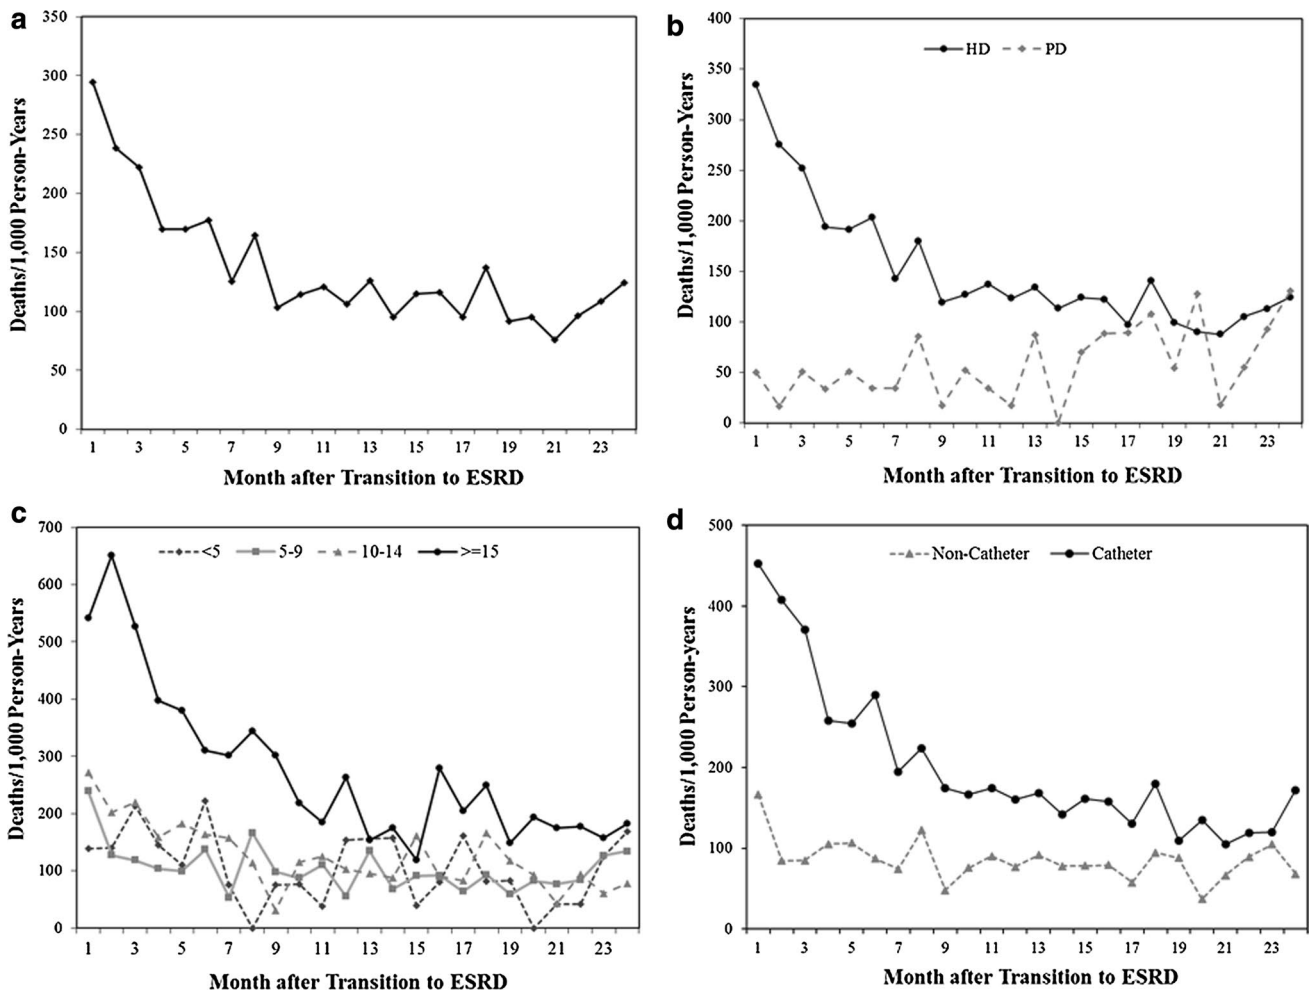 a
350
300
250
200
150
100
50
0
Deaths/1,000 Person-Years
1 3 5 7 9 11 13 15 17 19 21 23
Month after Transition to ESRD
b
400
350
300
250
200
150
100
50
0
Deaths/1,000 Person-Years
HD PD
1 3 5 7 9 11 13 15 17 19 21 23
Month after Transition to ESRD
c
700
600
500
400
300
200
100
0
Deaths/1,000 Person-Years
<5 5-9 10-14 >=15
1 3 5 7 9 11 13 15 17 19 21 23
Month after Transition to ESRD
d
500
400
300
200
100
0
Deaths/1,000 Person-years
Non-Catheter Catheter
1 3 5 7 9 11 13 15 17 19 21 23
Month after Transition to ESRD